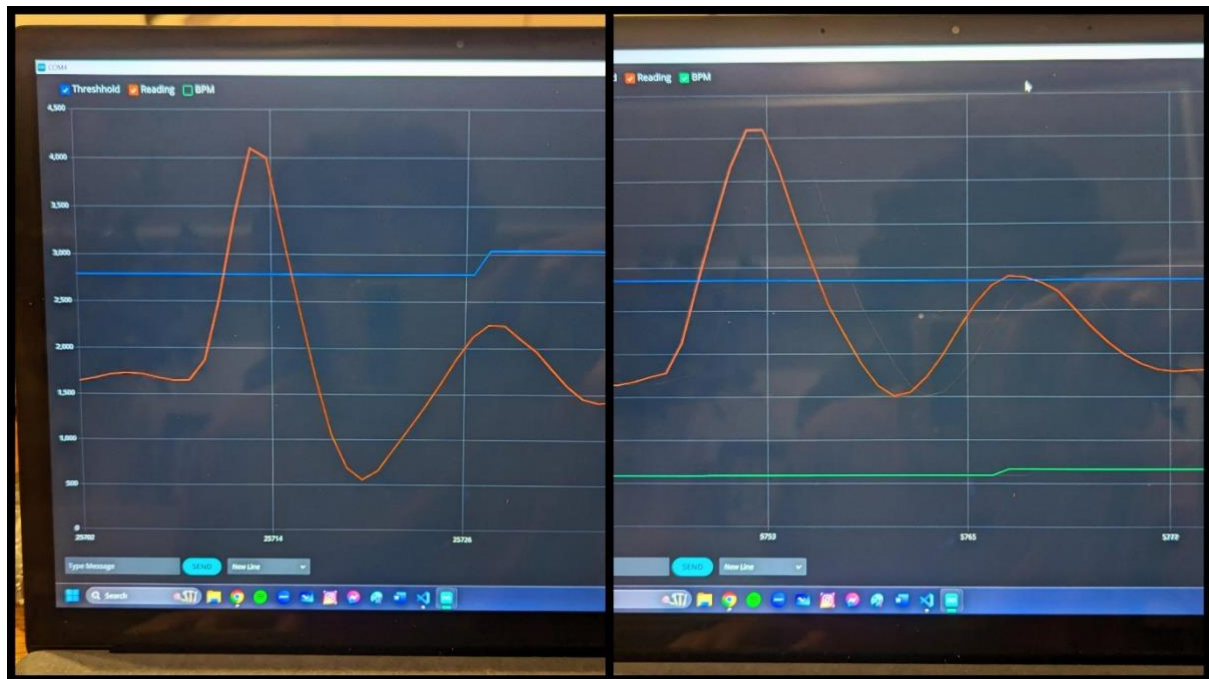 COM4
Threshhold Reading BPM
4,500
4,000
3,500
3,000
2,500
2,000
1,500
1,000
500
0
25702 25714 25726
Type Message SEND New Line
Search
Reading BPM
5753 5765 5777
SEND New Line